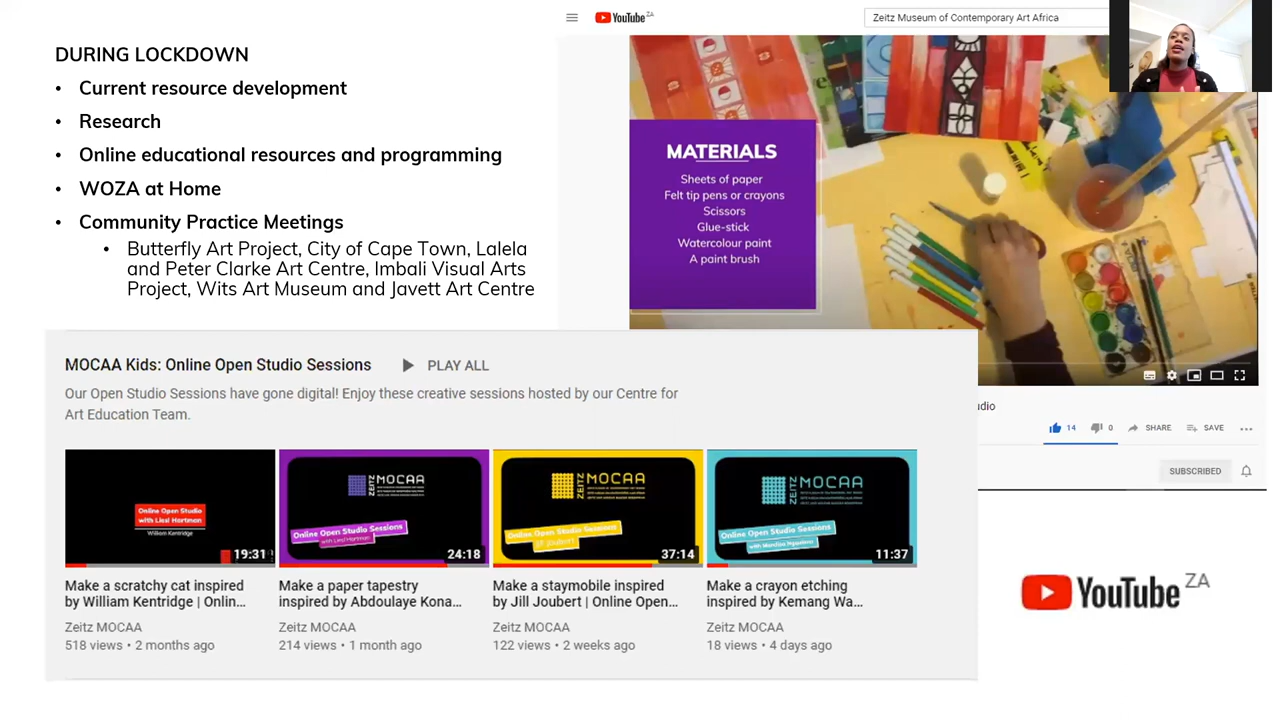 DURING LOCKDOWN
• Current resource development
• Research
• Online educational resources and programming
• WOZA at Home
• Community Practice Meetings
• Butterfly Art Project, City of Cape Town, Lalela
and Peter Clarke Art Centre, Imbali Visual Arts
Project, Wits Art Museum and Javett Art Centre
YouTube ZA
Zeitz Museum of Contemporary Art Africa
MATERIALS
Sheets of paper
Felt tip pens or crayons
Scissors
Glue-stick
Watercolour paint
A paint brush
udio
14
0
SHARE
SAVE
SUBSCRIBED
MOCAA Kids: Online Open Studio Sessions
PLAY ALL
Our Open Studio Sessions have gone digital! Enjoy these creative sessions hosted by our Centre for
Art Education Team.
Online Open Studio
with Liesl Hartman
William Kentridge
19:31
Make a scratchy cat inspired
by William Kentridge | Onlin...
Zeitz MOCAA
518 views • 2 months ago
ZEITZ MOCAA
Online Open Studio Sessions
with Liesl Hartman
24:18
Make a paper tapestry
inspired by Abdoulaye Kona...
Zeitz MOCAA
214 views • 1 month ago
ZEITZ MOCAA
Online Open Studio Sessions
Joubert
37:14
Make a staymobile inspired
by Jill Joubert | Online Open...
Zeitz MOCAA
122 views • 2 weeks ago
ZEITZ MOCAA
Online Open Studio Sessions
with
11:37
Make a crayon etching
inspired by Kemang Wa...
Zeitz MOCAA
18 views • 4 days ago
YouTube ZA